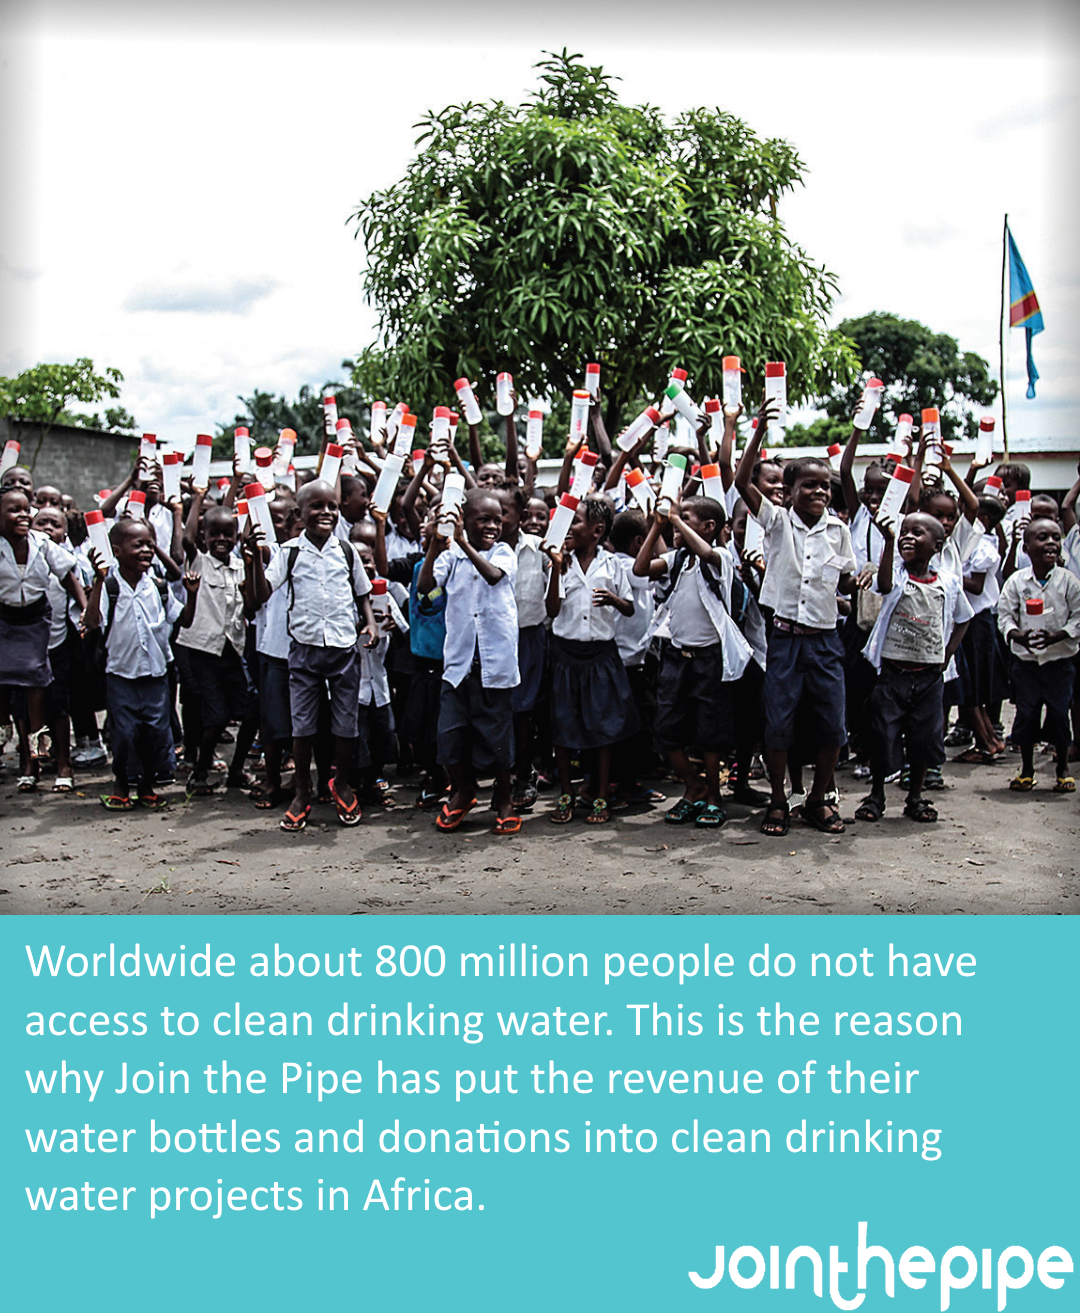 Worldwide about 800 million people do not have
access to clean drinking water. This is the reason
why Join the Pipe has put the revenue of their
water bottles and donations into clean drinking
water projects in Africa.
jointhepipe